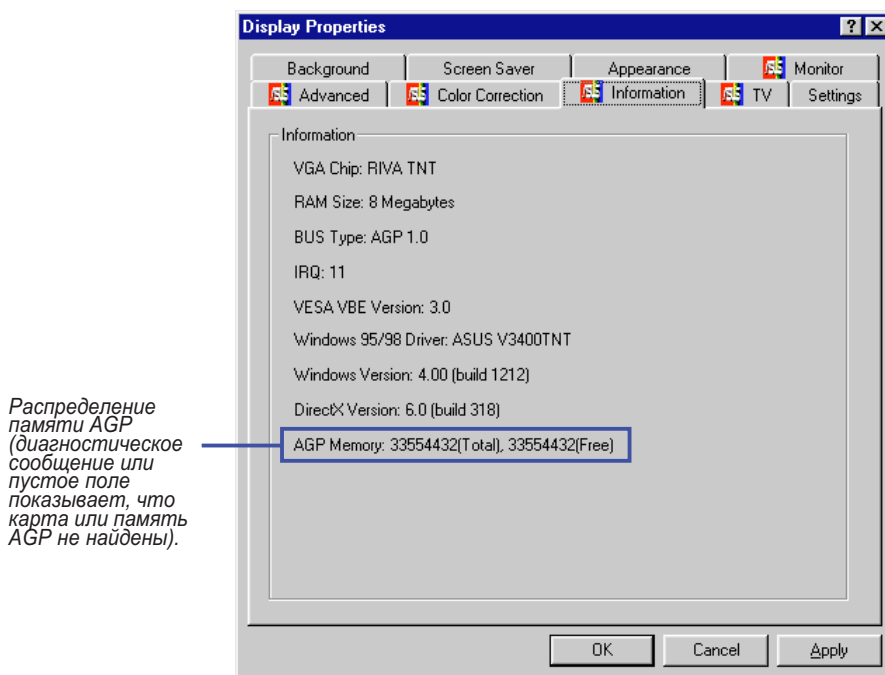 Display Properties
Background Screen Saver Appearance Monitor
Advanced Color Correction Information TV Settings
Information
VGA Chip: RIVA TNT
RAM Size: 8 Megabytes
BUS Type: AGP 1.0
IRQ: 11
VESA VBE Version: 3.0
Windows 95/98 Driver: ASUS V3400TNT
Windows Version: 4.00 (build 1212)
DirectX Version: 6.0 (build 318)
AGP Memory: 33554432(Total), 33554432(Free)
Распределение
памяти AGP
(диагностическое
сообщение или
пустое поле
показывает, что
карта или память
AGP не найдены).
OK Cancel Apply